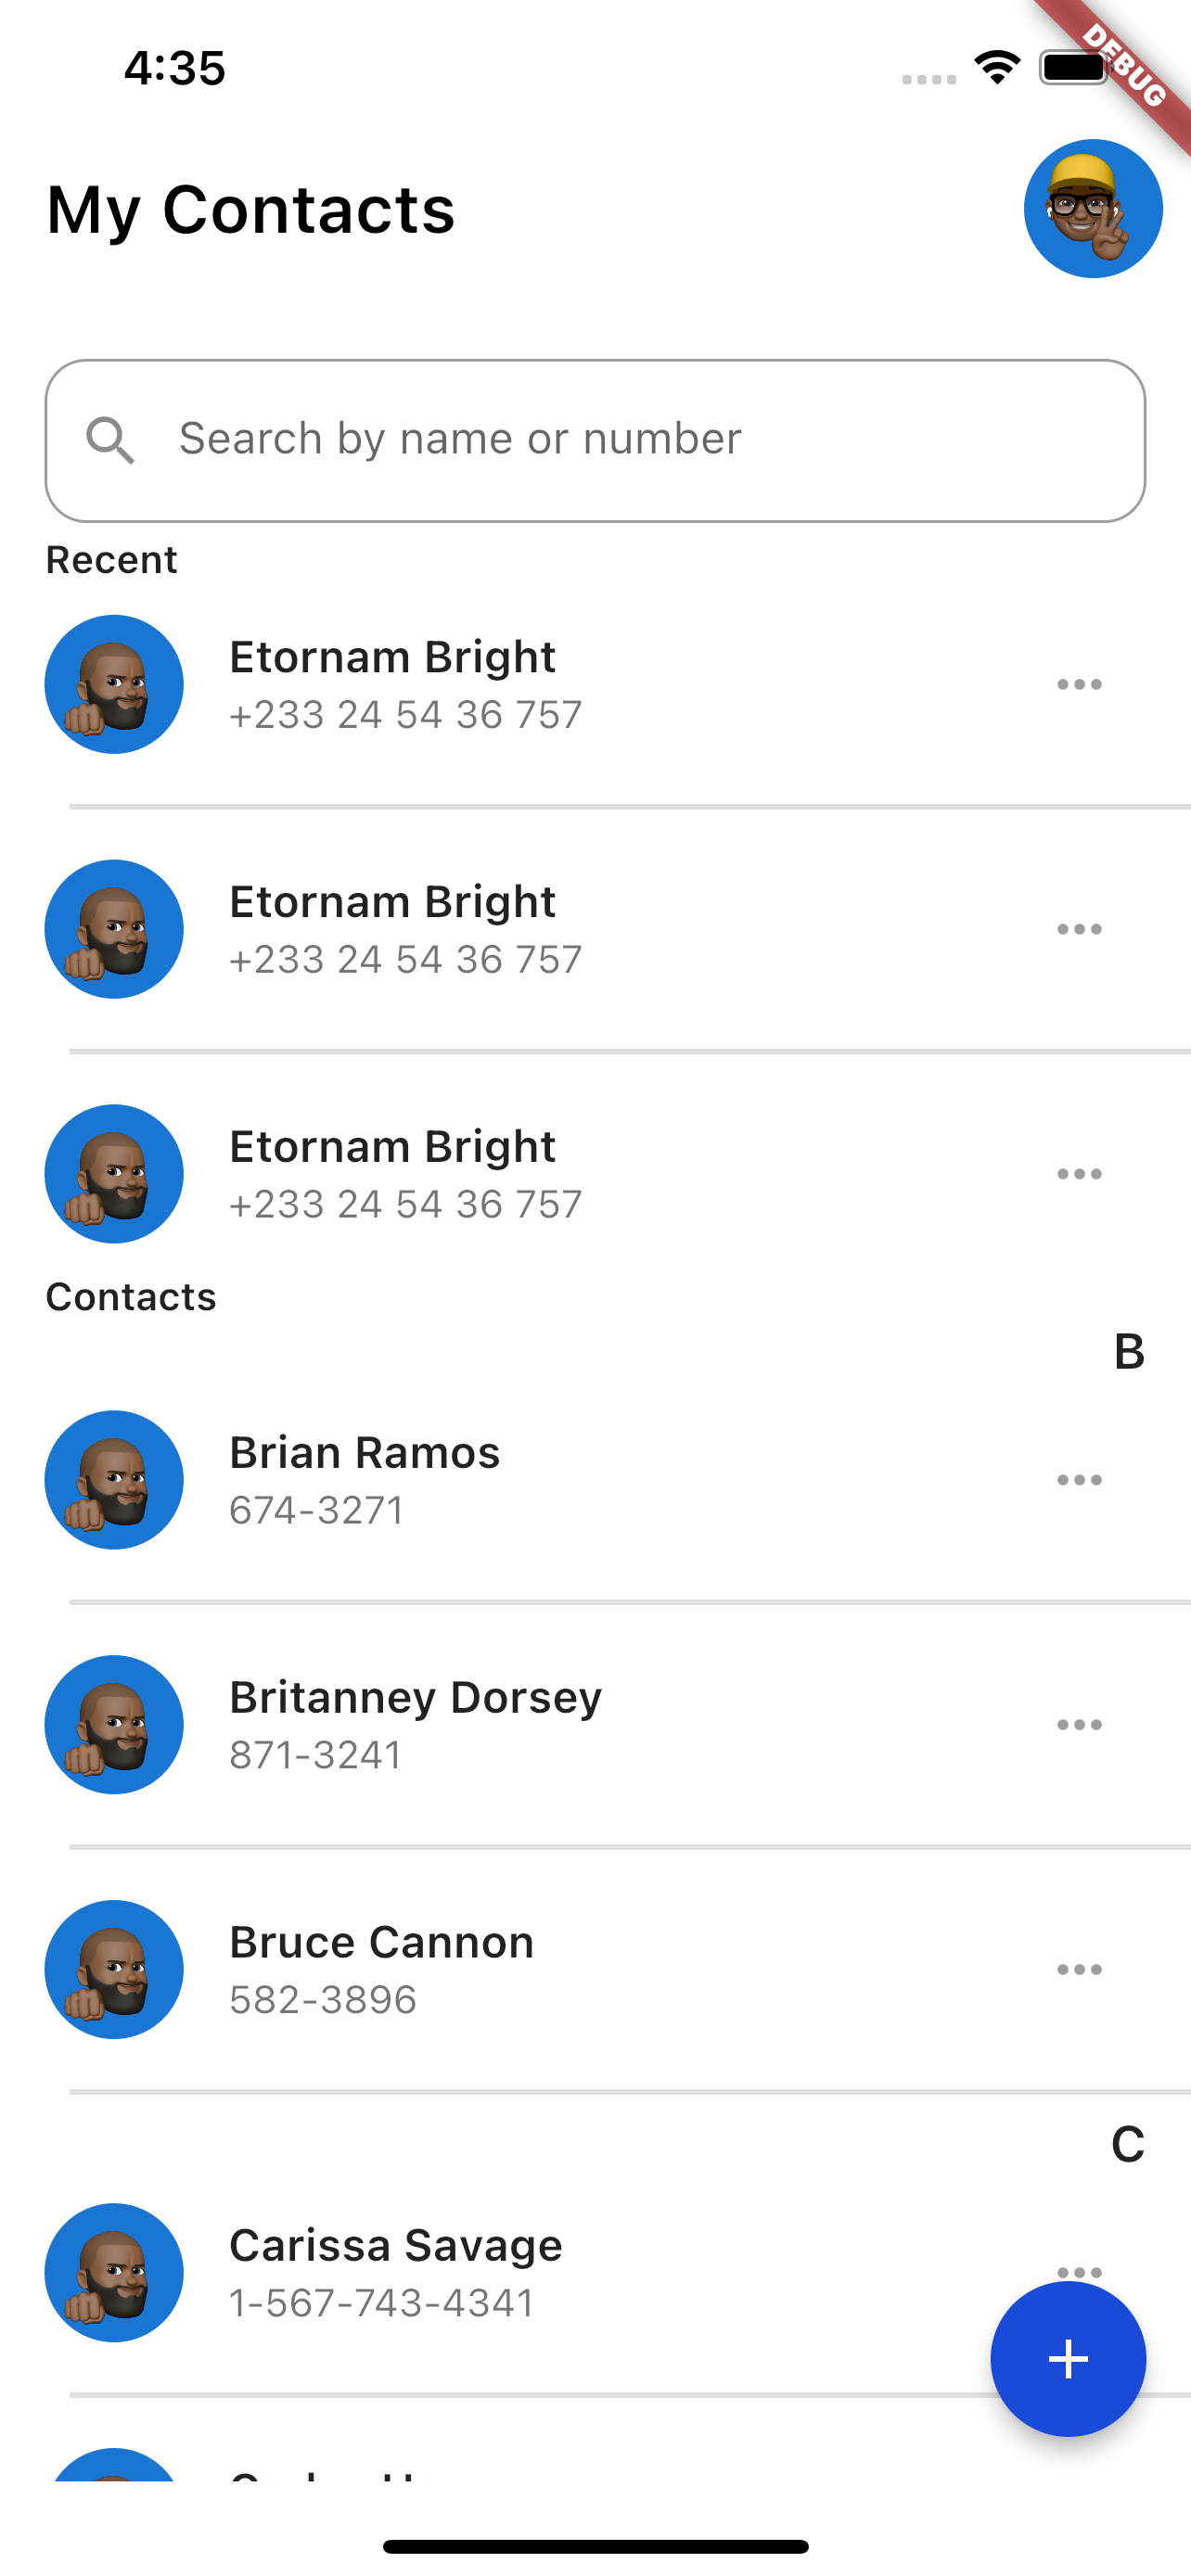 4:35
DEBUG
My Contacts
Search by name or number
Recent
Etornam Bright
+233 24 54 36 757
Etornam Bright
+233 24 54 36 757
Etornam Bright
+233 24 54 36 757
Contacts
B
Brian Ramos
674-3271
Britanney Dorsey
871-3241
Bruce Cannon
582-3896
C
Carissa Savage
1-567-743-4341